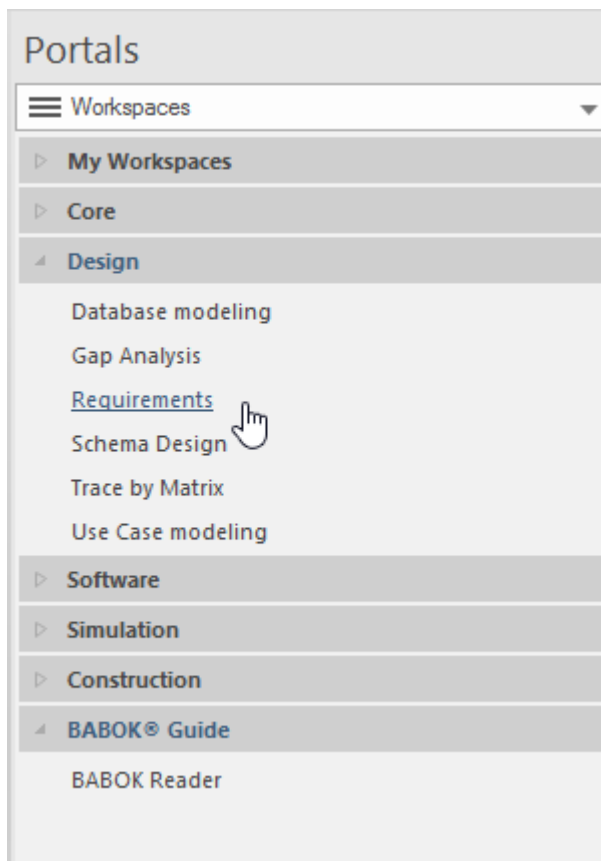 Portals
Workspaces
My Workspaces
Core
Design
Database modeling
Gap Analysis
Requirements
Schema Design
Trace by Matrix
Use Case modeling
Software
Simulation
Construction
BABOK® Guide
BABOK Reader